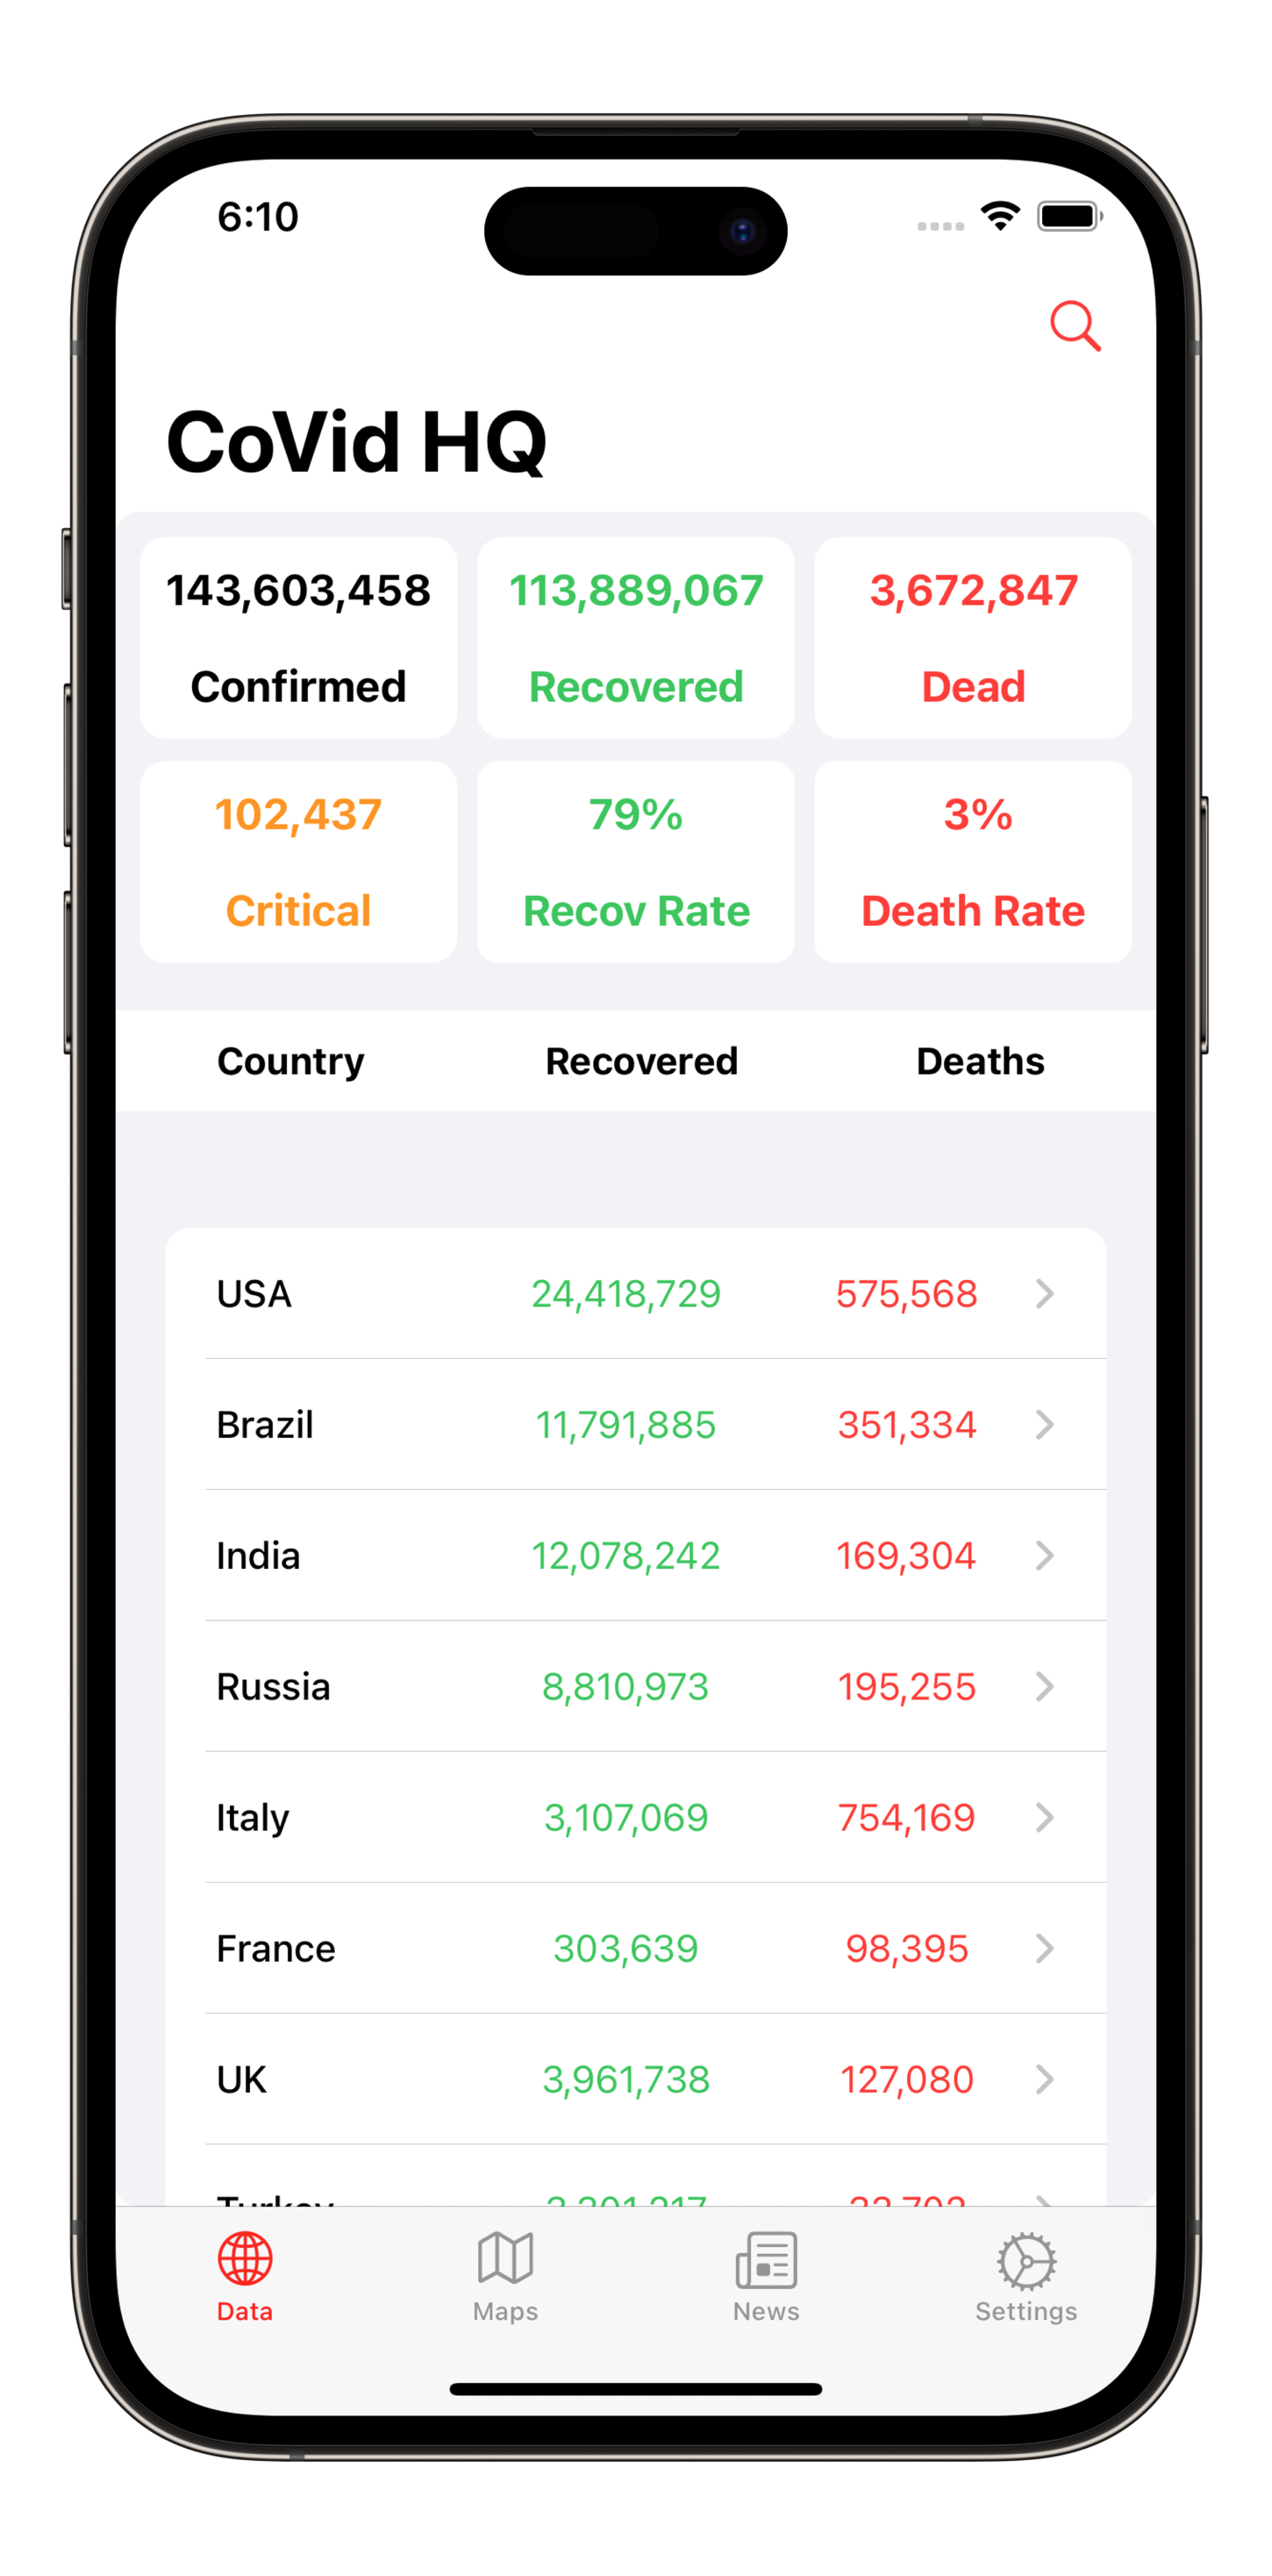 6:10
CoVid HQ
143,603,458 113,889,067 3,672,847
Confirmed Recovered Dead
102,437 79% 3%
Critical Recov Rate Death Rate
Country Recovered Deaths
USA 24,418,729 575,568
Brazil 11,791,885 351,334
India 12,078,242 169,304
Russia 8,810,973 195,255
Italy 3,107,069 754,169
France 303,639 98,395
UK 3,961,738 127,080
Turkey
Data Maps News Settings